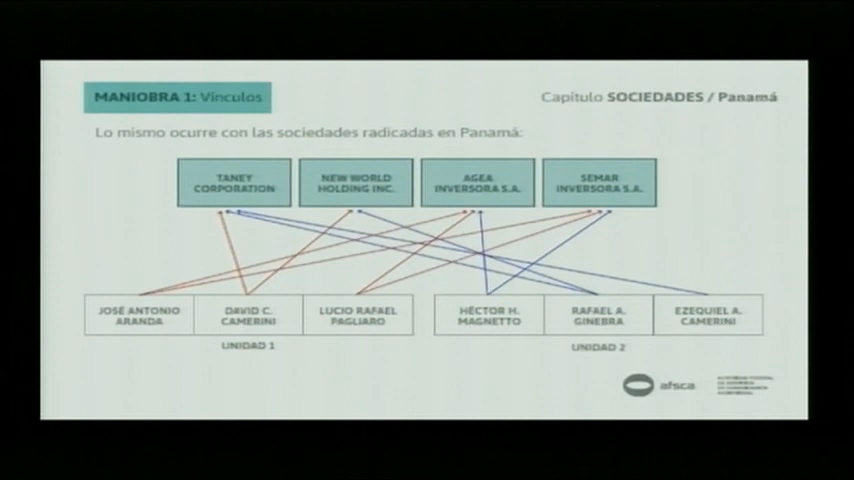 MANIOBRA 1: Vínculos
Capítulo SOCIEDADES / Panamá
Lo mismo ocurre con las sociedades radicadas en Panamá:
TANEY
CORPORATION
NEW WORLD
HOLDING INC.
AGEA
INVERSORA S.A.
SEMAR
INVERSORA S.A.
JOSÉ ANTONIO
ARANDA
DAVID C.
CAMERINI
LUCIO RAFAEL
PAGLIARO
HÉCTOR H.
MAGNETTO
RAFAEL A.
GINEBRA
EZEQUIEL A.
CAMERINI
UNIDAD 1
UNIDAD 2
afsca